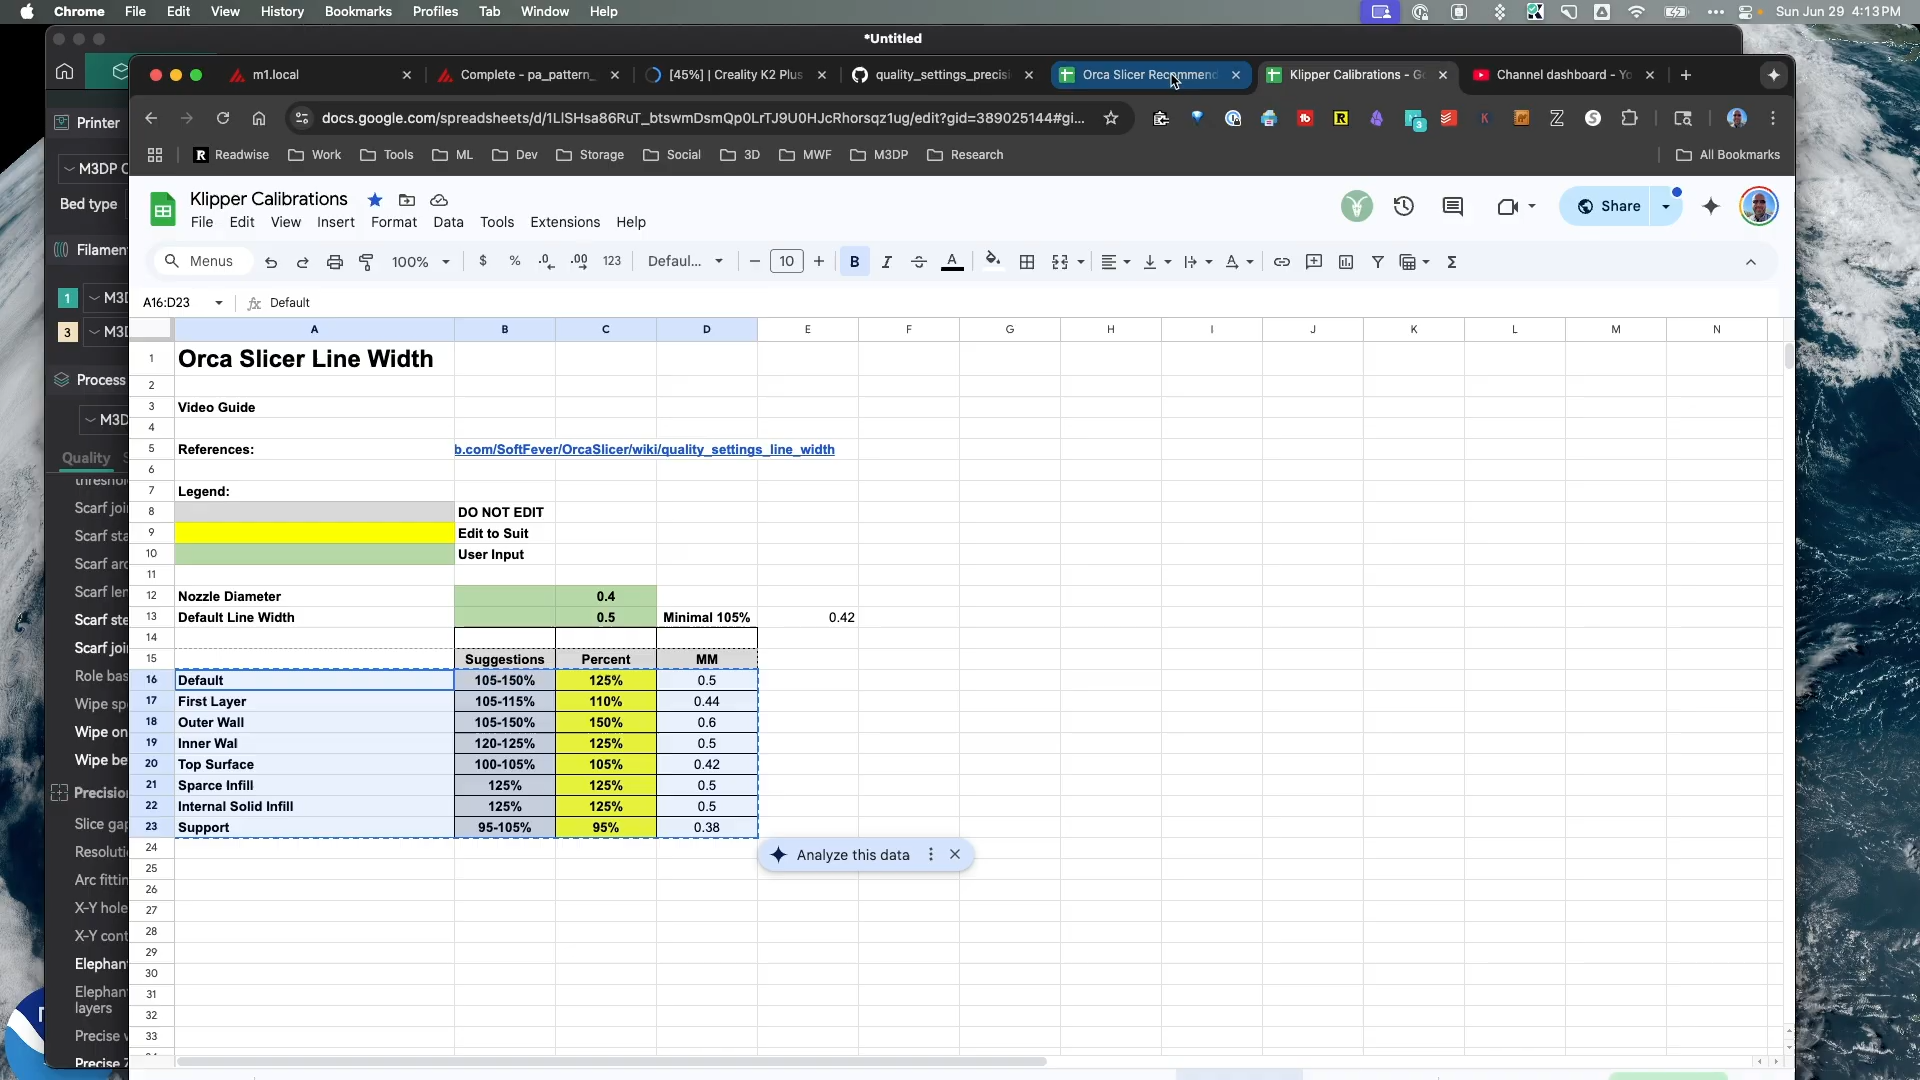 Chrome File Edit View History Bookmarks Profiles Tab Window Help Sun Jun 29 4:13 PM
*Untitled
m1.local Complete - pa_pattern_ [45%] | Creality K2 Plus quality_settings_precisi Orca Slicer Recommend Klipper Calibrations - Go Channel dashboard - Yo
docs.google.com/spreadsheets/d/1LlSHsa86RuT_btswmDsmQp0LrTJ9U0HJcRhorsqz1ug/edit?gid=389025144#gi...
Readwise Work Tools ML Dev Storage Social 3D MWF M3DP Research All Bookmarks
Printer
M3DP
Bed type
Filamen
1 M3D
3 M3D
Process
M3D
Quality
Scarf joi
Scarf sta
Scarf arc
Scarf len
Scarf ste
Scarf joi
Role bas
Wipe sp
Wipe on
Wipe be
Precisio
Slice gap
Resoluti
Arc fittin
X-Y hole
X-Y cont
Elephan
Elephan
layers
Precise
Precise
Klipper Calibrations
File Edit View Insert Format Data Tools Extensions Help
Share
Menus 100% $ % .0 .00 123 Defaul... 10 B I A
A16:D23 fx Default
A B C D E F G H I J K L M N
1 Orca Slicer Line Width
2
3 Video Guide
4
5 References: b.com/SoftFever/OrcaSlicer/wiki/quality_settings_line_width
6
7 Legend:
8 DO NOT EDIT
9 Edit to Suit
10 User Input
11
12 Nozzle Diameter 0.4
13 Default Line Width 0.5 Minimal 105% 0.42
14
15 Suggestions Percent MM
16 Default 105-150% 125% 0.5
17 First Layer 105-115% 110% 0.44
18 Outer Wall 105-150% 150% 0.6
19 Inner Wal 120-125% 125% 0.5
20 Top Surface 100-105% 105% 0.42
21 Sparce Infill 125% 125% 0.5
22 Internal Solid Infill 125% 125% 0.5
23 Support 95-105% 95% 0.38
24
Analyze this data
25
26
27
28
29
30
31
32
33